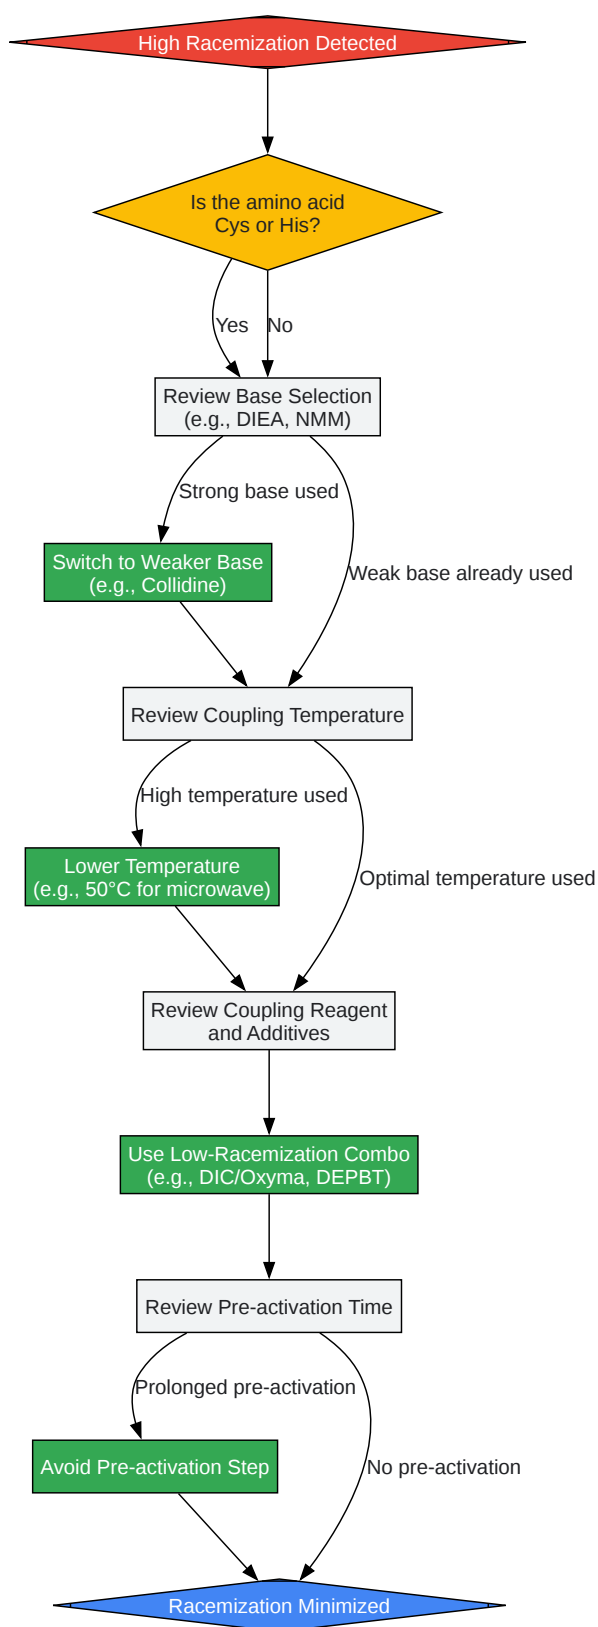 High Racemization Detected
Is the amino acid
Cys or His?
Yes
No
Review Base Selection
(e.g., DIEA, NMM)
Strong base used
Switch to Weaker Base
(e.g., Collidine)
Weak base already used
Review Coupling Temperature
High temperature used
Lower Temperature
(e.g., 50°C for microwave)
Optimal temperature used
Review Coupling Reagent
and Additives
Use Low-Racemization Combo
(e.g., DIC/Oxyma, DEPBT)
Review Pre-activation Time
Prolonged pre-activation
Avoid Pre-activation Step
No pre-activation
Racemization Minimized